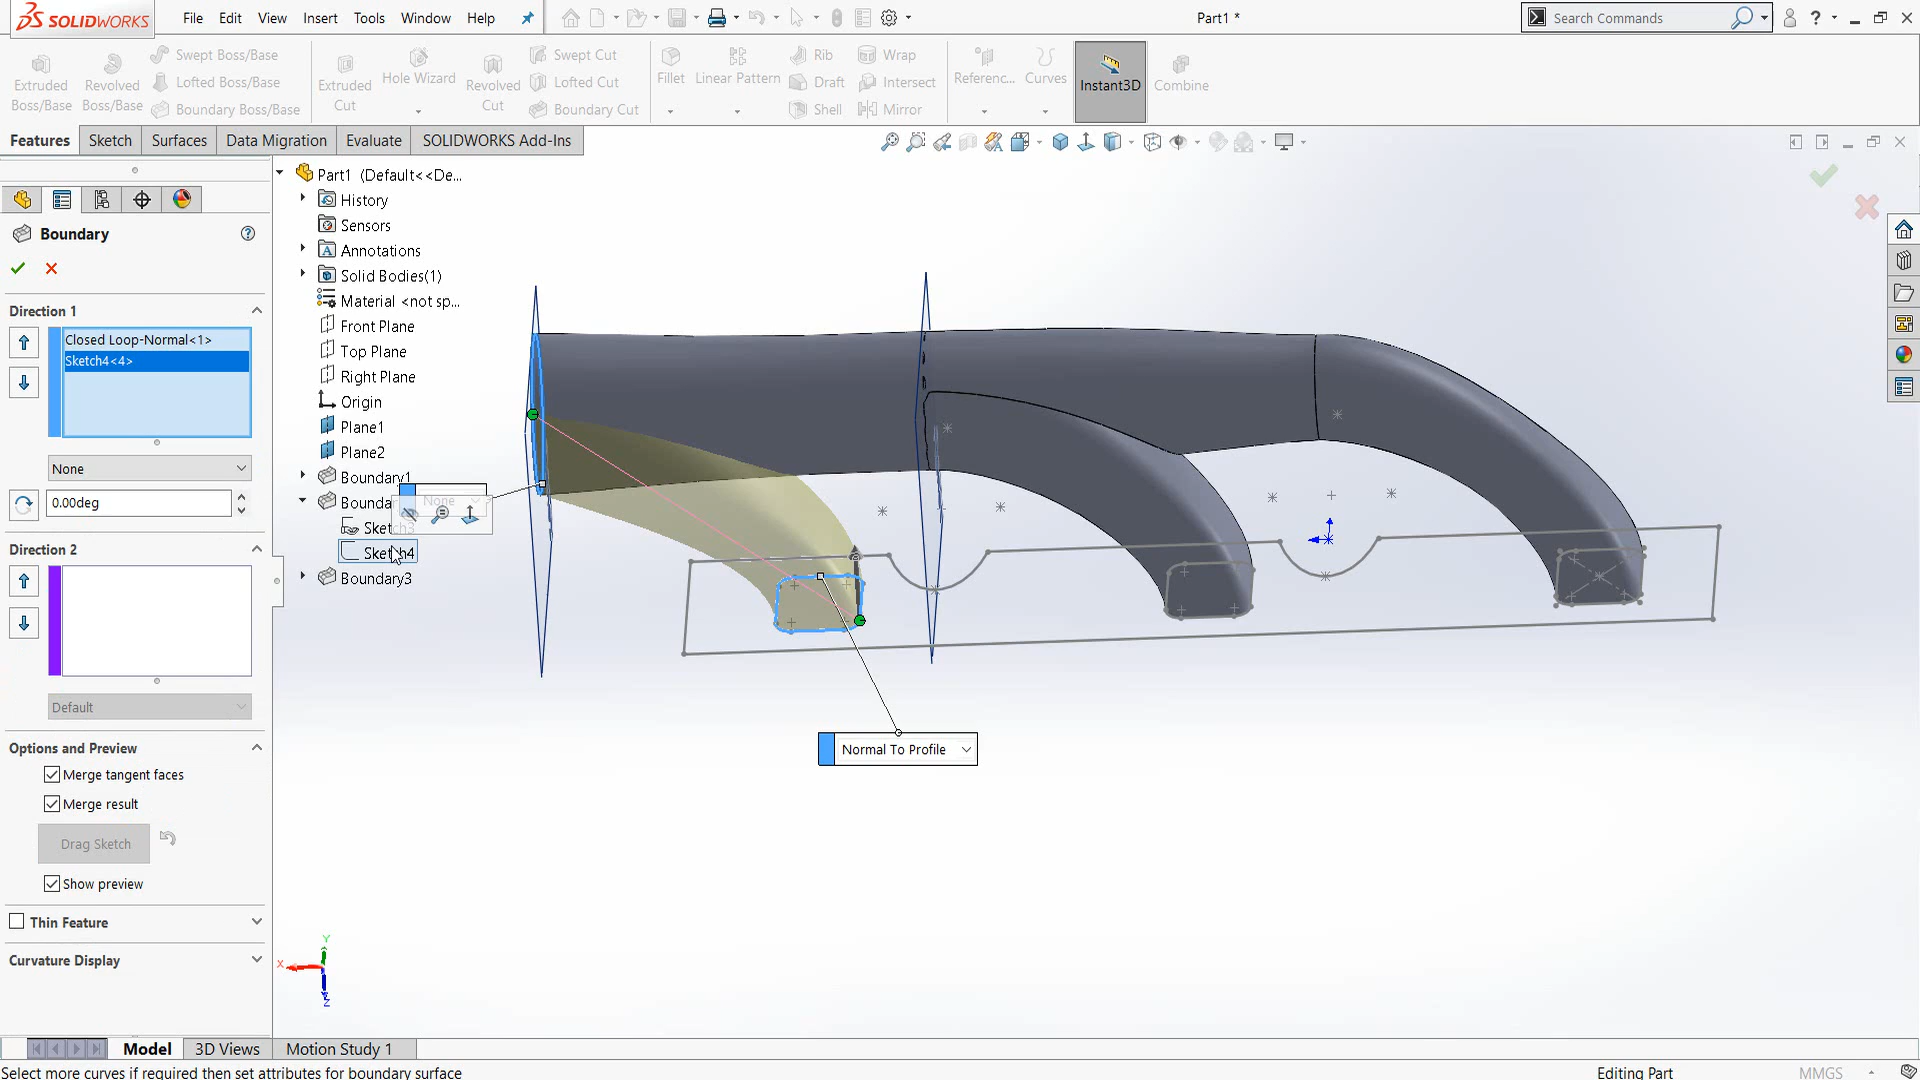 SOLIDWORKS
File Edit View Insert Tools Window Help
Part1 *
Search Commands
?
Extruded Boss/Base
Revolved Boss/Base
Swept Boss/Base
Lofted Boss/Base
Boundary Boss/Base
Extruded Cut
Hole Wizard
Revolved Cut
Swept Cut
Lofted Cut
Boundary Cut
Fillet
Linear Pattern
Rib
Draft
Shell
Wrap
Intersect
Mirror
Referenc...
Curves
Instant3D
Combine
Features Sketch Surfaces Data Migration Evaluate SOLIDWORKS Add-Ins
Boundary
?
Direction 1
Closed Loop-Normal<1>
Sketch4<4>
None
0.00deg
Direction 2
Default
Options and Preview
Merge tangent faces
Merge result
Drag Sketch
Show preview
Thin Feature
Curvature Display
Part1 (Default<<De...
History
Sensors
Annotations
Solid Bodies(1)
Material <not sp...
Front Plane
Top Plane
Right Plane
Origin
Plane1
Plane2
Boundary1
Bounda
Sketch3
Sketch4
Boundary3
None
Normal To Profile
Y
X
Z
Model 3D Views Motion Study 1
Select more curves if required then set attributes for boundary surface
Editing Part
MMGS